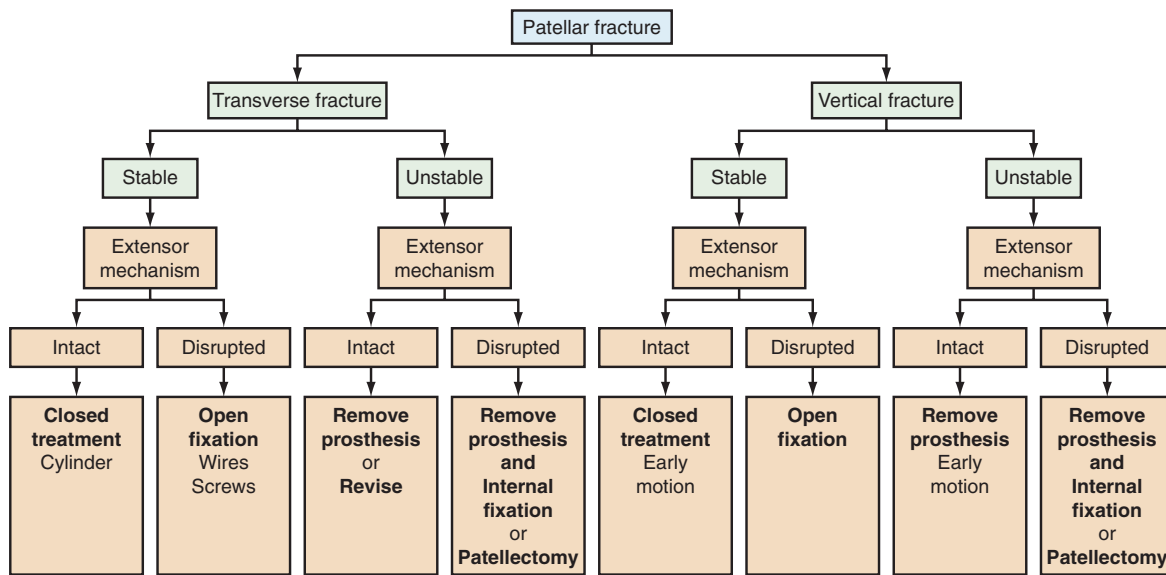 Patellar fracture
Transverse fracture
Vertical fracture
Stable
Unstable
Stable
Unstable
Extensor
mechanism
Extensor
mechanism
Extensor
mechanism
Extensor
mechanism
Intact
Disrupted
Intact
Disrupted
Intact
Disrupted
Intact
Disrupted
Closed
treatment
Cylinder
Open
fixation
Wires
Screws
Remove
prosthesis
or
Revise
Remove
prosthesis
and
Internal
fixation
or
Patellectomy
Closed
treatment
Early
motion
Open
fixation
Remove
prosthesis
Early
motion
Remove
prosthesis
and
Internal
fixation
or
Patellectomy